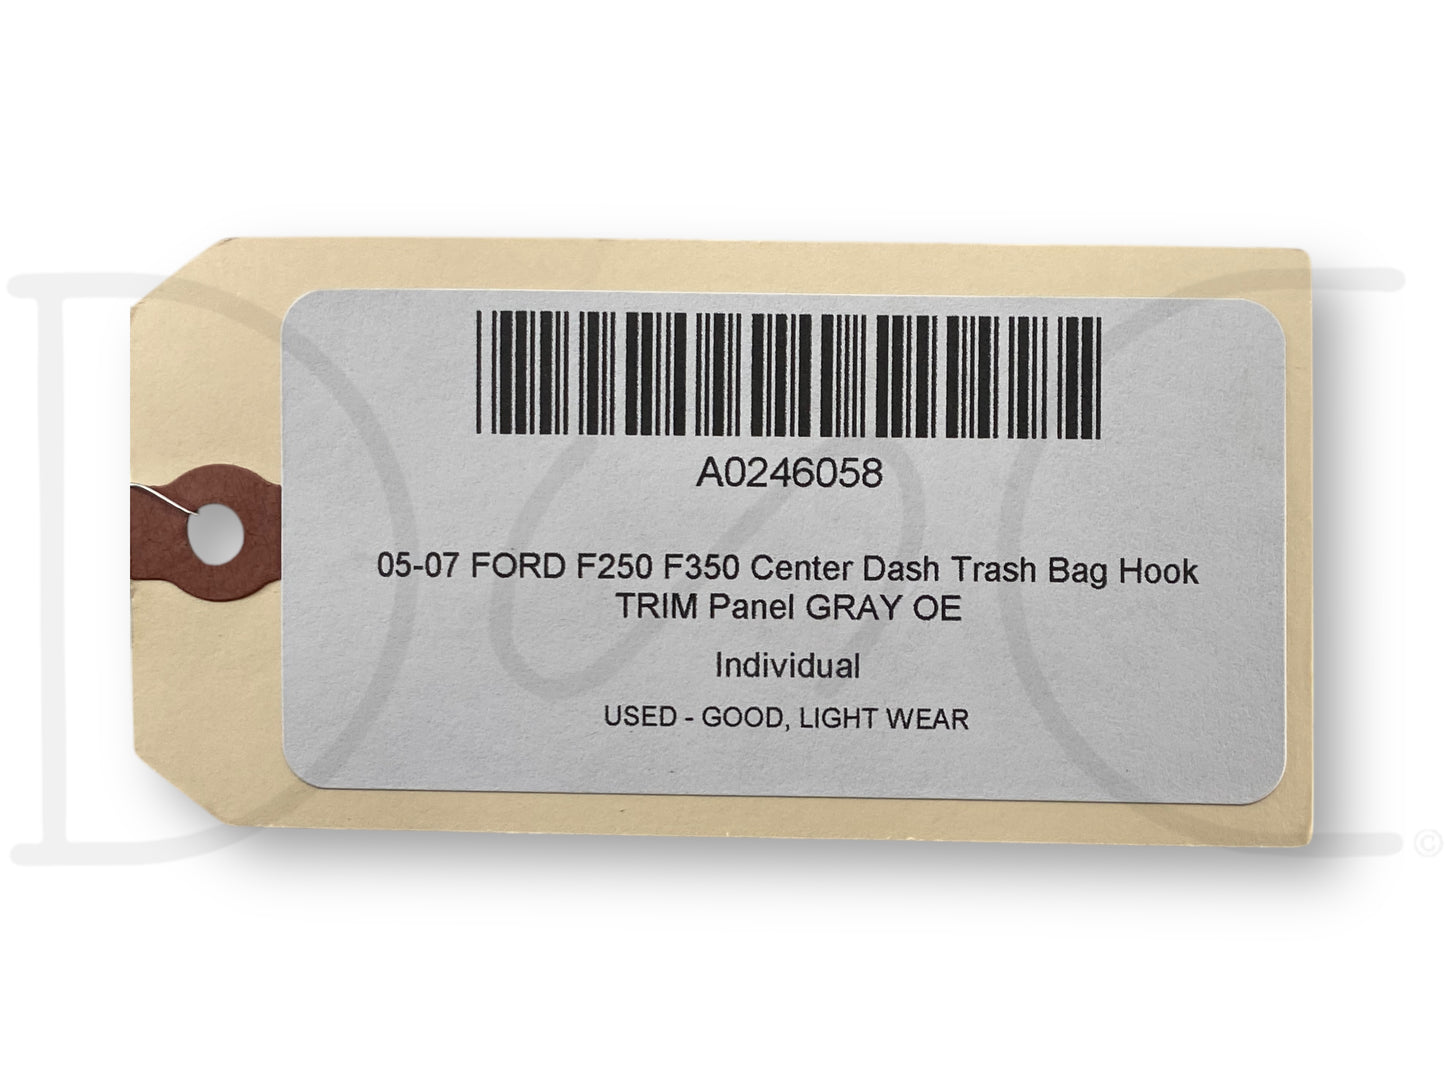 A0246058
05-07 FORD F250 F350 Center Dash Trash Bag Hook
TRIM Panel GRAY OE
Individual
USED - GOOD, LIGHT WEAR
©